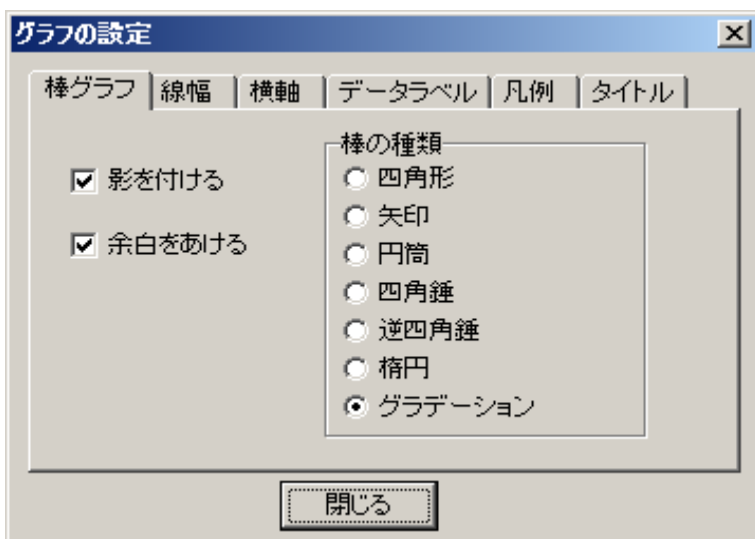 グラフの設定
棒グラフ 線幅 横軸 データラベル 凡例 タイトル
影を付ける
余白をあける
棒の種類
四角形
矢印
円筒
四角錘
逆四角錘
楕円
グラデーション
閉じる